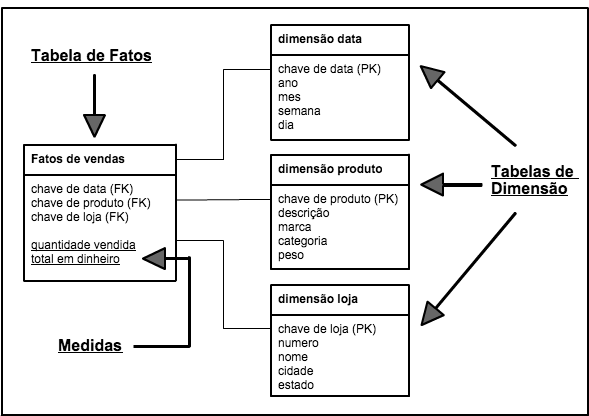 Tabela de Fatos
Fatos de vendas
chave de data (FK)
chave de produto (FK)
chave de loja (FK)
quantidade vendida
total em dinheiro
Medidas
dimensão data
chave de data (PK)
ano
mes
semana
dia
dimensão produto
chave de produto (PK)
descrição
marca
categoria
peso
dimensão loja
chave de loja (PK)
numero
nome
cidade
estado
Tabelas de
Dimensão